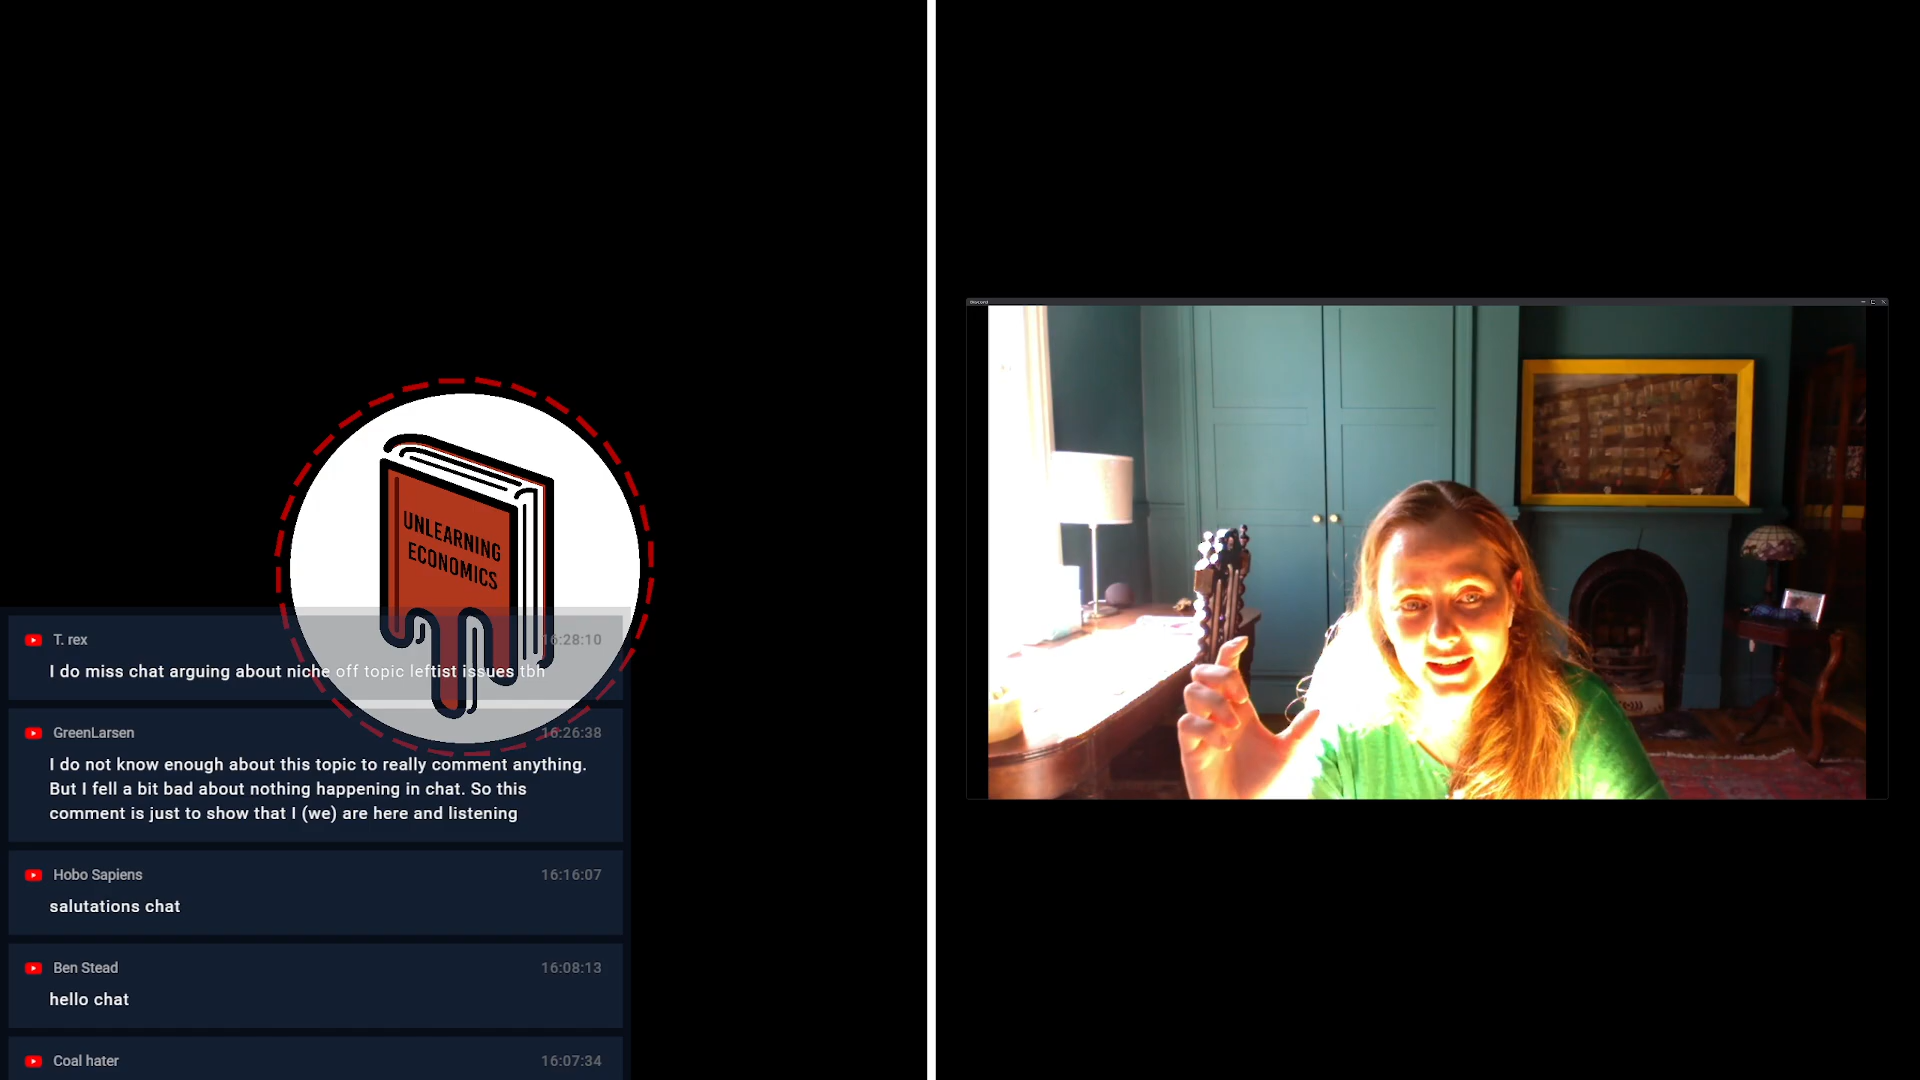 UNLEARNING
ECONOMICS
T. rex 16:28:10
I do miss chat arguing about niche off topic leftist issues tbh
GreenLarsen 16:26:38
I do not know enough about this topic to really comment anything.
But I fell a bit bad about nothing happening in chat. So this
comment is just to show that I (we) are here and listening
Hobo Sapiens 16:16:07
salutations chat
Ben Stead 16:08:13
hello chat
Coal hater 16:07:34
Discord